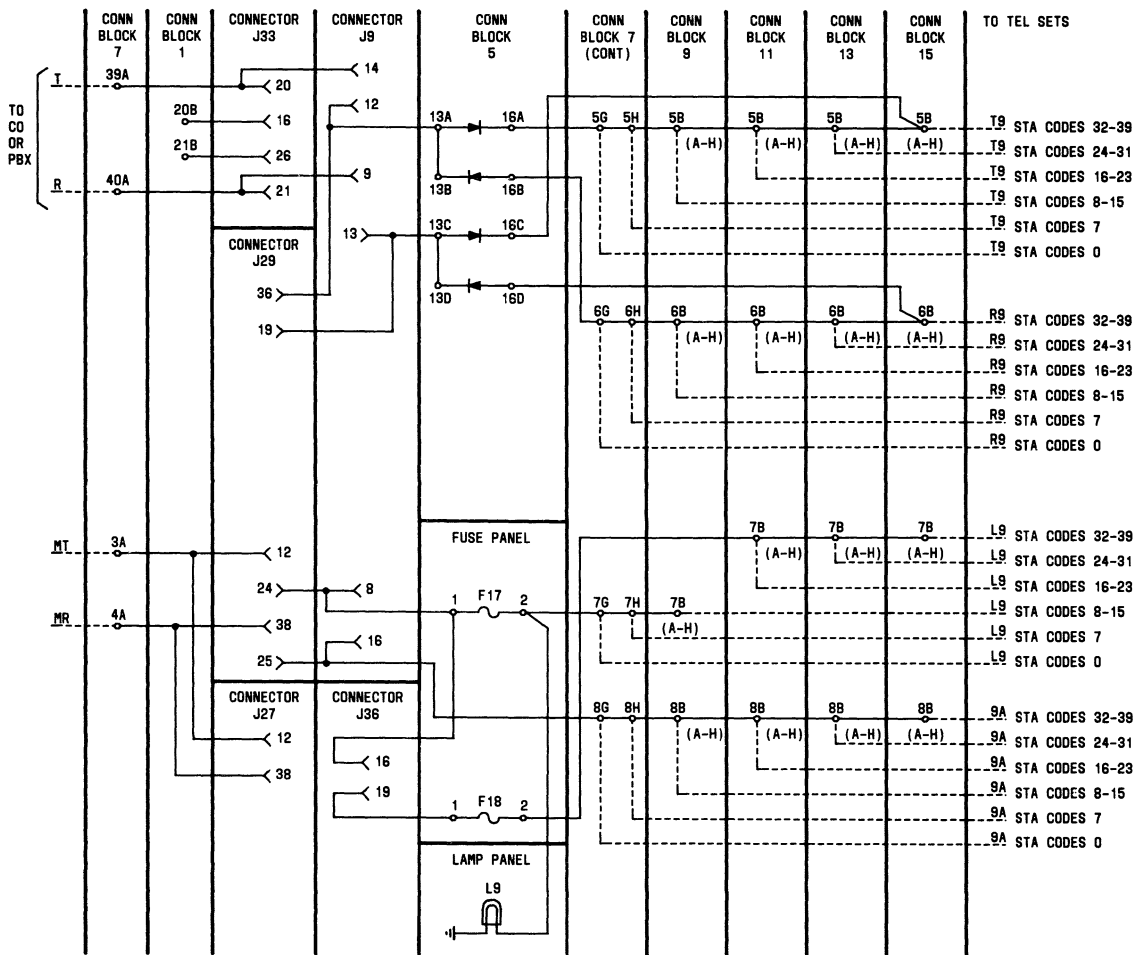 CONN BLOCK 7
CONN BLOCK 1
CONNECTOR J33
CONNECTOR J9
CONN BLOCK 5
CONN BLOCK 7 (CONT)
CONN BLOCK 9
CONN BLOCK 11
CONN BLOCK 13
CONN BLOCK 15
TO TEL SETS
TO CO OR PBX
T 39A 20 14
20B 16 12
21B 26
R 40A 21 9
13A 16A 5G 5H 5B 5B 5B 5B T9 STA CODES 32-39
(A-H) (A-H) (A-H) (A-H) T9 STA CODES 24-31
T9 STA CODES 16-23
13B 16B T9 STA CODES 8-15
T9 STA CODES 7
13 13C 16C T9 STA CODES 0
CONNECTOR J29
36
13D 16D
19
6G 6H 6B 6B 6B 6B R9 STA CODES 32-39
(A-H) (A-H) (A-H) (A-H) R9 STA CODES 24-31
R9 STA CODES 16-23
R9 STA CODES 8-15
R9 STA CODES 7
R9 STA CODES 0
FUSE PANEL
MT 3A 12
7B 7B 7B L9 STA CODES 32-39
(A-H) (A-H) (A-H) L9 STA CODES 24-31
24 8 L9 STA CODES 16-23
1 F17 2 7G 7H 7B L9 STA CODES 8-15
MR 4A 38 (A-H) L9 STA CODES 7
16
25 L9 STA CODES 0
CONNECTOR J27
CONNECTOR J36
8G 8H 8B 8B 8B 8B 9A STA CODES 32-39
12 (A-H) (A-H) (A-H) (A-H) 9A STA CODES 24-31
16 9A STA CODES 16-23
38
19 9A STA CODES 8-15
1 F18 2 9A STA CODES 7
9A STA CODES 0
LAMP PANEL
L9